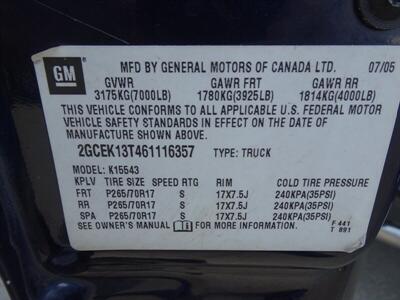 GM
MFD BY GENERAL MOTORS OF CANADA LTD. 07/05
GVWR GAWR FRT GAWR RR
3175KG(7000LB) 1780KG(3925LB) 1814KG(4000LB)
THIS VEHICLE CONFORMS TO ALL APPLICABLE U.S. FEDERAL MOTOR
VEHICLE SAFETY STANDARDS IN EFFECT ON THE DATE OF
MANUFACTURE SHOWN ABOVE.
2GCEK13T461116357 TYPE: TRUCK
MODEL: K15543
KPLV TIRE SIZE SPEED RTG RIM COLD TIRE PRESSURE
FRT P265/70R17 S 17X7.5J 240KPA(35PSI)
RR P265/70R17 S 17X7.5J 240KPA(35PSI)
SPA P265/70R17 S 17X7.5J 240KPA(35PSI)
SEE OWNER'S MANUAL FOR MORE INFORMATION F 441
T 891